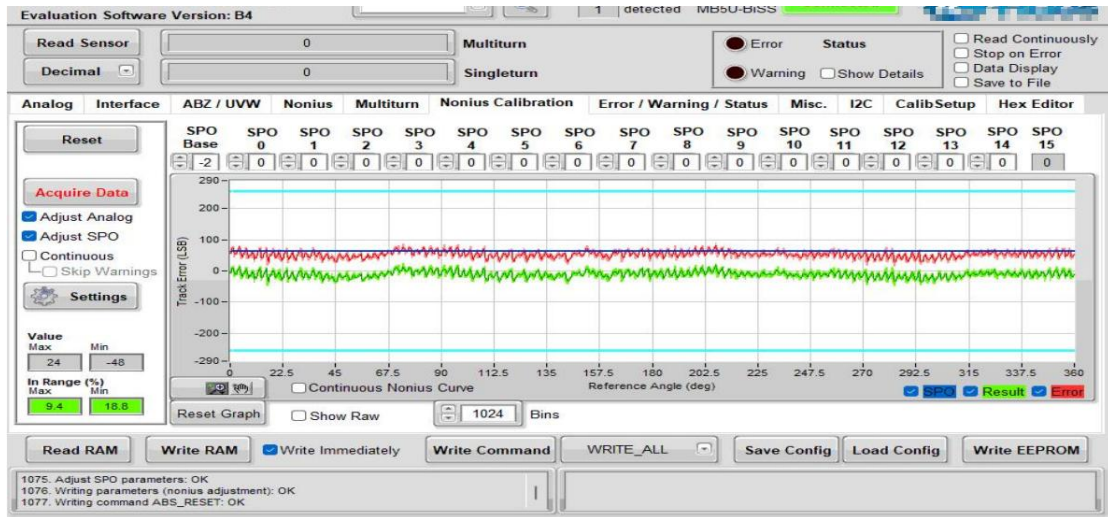 Evaluation Software Version: B4
1 detected MB5U-BiSS
Read Sensor 0 Multiturn Error Status Read Continuously
Stop on Error
Decimal 0 Singleturn Warning Show Details Data Display
Save to File
Analog Interface ABZ / UVW Nonius Multiturn Nonius Calibration Error / Warning / Status Misc. I2C CalibSetup Hex Editor
Reset
SPO Base SPO 0 SPO 1 SPO 2 SPO 3 SPO 4 SPO 5 SPO 6 SPO 7 SPO 8 SPO 9 SPO 10 SPO 11 SPO 12 SPO 13 SPO 14 SPO 15
-2 0 0 0 0 0 0 0 0 0 0 0 0 0 0 0 0
Acquire Data
Adjust Analog
Adjust SPO
Continuous
Skip Warnings
Settings
Value
Max Min
24 -48
In Range (%)
Max Min
9.4 18.8
Track Error (LSB)
290
200
100
0
-100
-200
-290
0 22.5 45 67.5 90 112.5 135 157.5 180 202.5 225 247.5 270 292.5 315 337.5 360
Continuous Nonius Curve Reference Angle (deg) SPO Result Error
Reset Graph Show Raw 1024 Bins
Read RAM Write RAM Write Immediately Write Command WRITE_ALL Save Config Load Config Write EEPROM
1075. Adjust SPO parameters: OK
1076. Writing parameters (nonius adjustment): OK
1077. Writing command ABS_RESET: OK